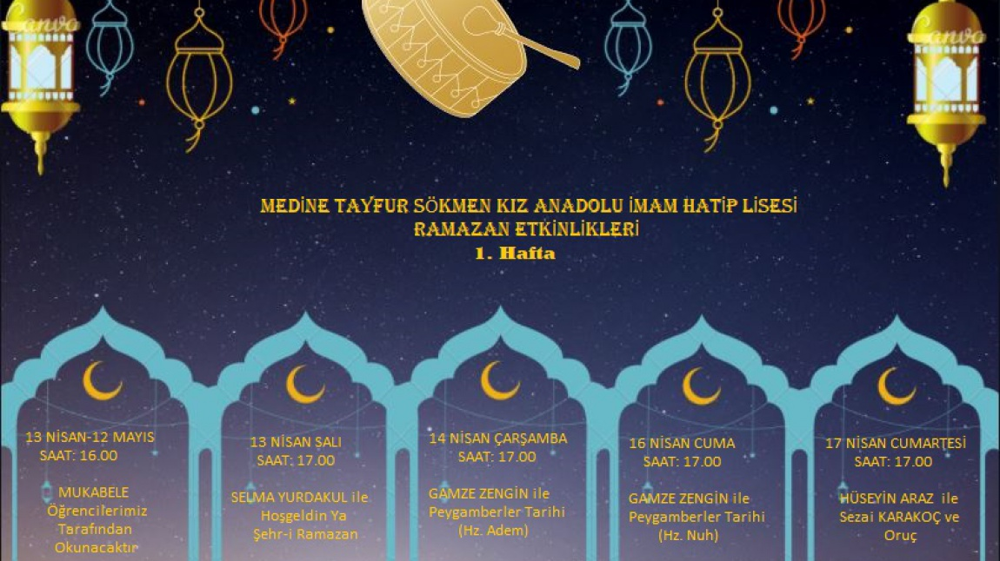 Canva
Canva
MEDİNE TAYFUR SÖKMEN KIZ ANADOLU İMAM HATİP LİSESİ
RAMAZAN ETKİNLİKLERİ
1. Hafta
13 NİSAN-12 MAYIS
SAAT: 16.00
MUKABELE
Öğrencilerimiz
Tarafından
Okunacaktır
13 NİSAN SALI
SAAT: 17.00
SELMA YURDAKUL ile
Hoşgeldin Ya
Şehr-i Ramazan
14 NİSAN ÇARŞAMBA
SAAT: 17.00
GAMZE ZENGİN ile
Peygamberler Tarihi
(Hz. Adem)
16 NİSAN CUMA
SAAT: 17.00
GAMZE ZENGİN ile
Peygamberler Tarihi
(Hz. Nuh)
17 NİSAN CUMARTESİ
SAAT: 17.00
HÜSEYİN ARAZ ile
Sezai KARAKOÇ ve
Oruç